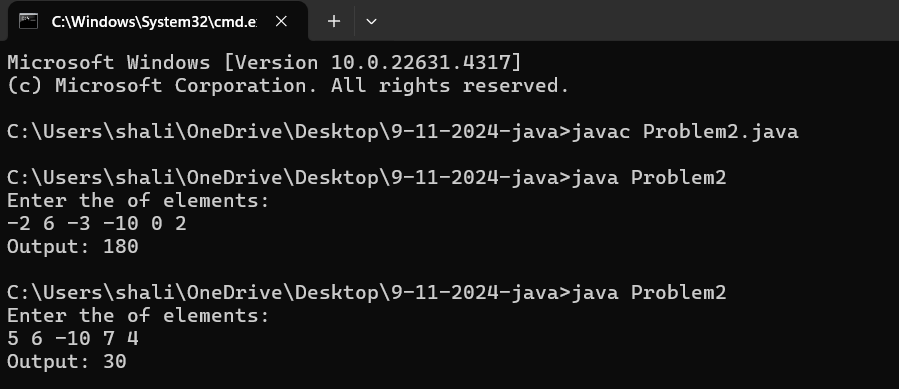 C:\Windows\System32\cmd.e
Microsoft Windows [Version 10.0.22631.4317]
(c) Microsoft Corporation. All rights reserved.
C:\Users\shali\OneDrive\Desktop\9-11-2024-java>javac Problem2.java
C:\Users\shali\OneDrive\Desktop\9-11-2024-java>java Problem2
Enter the of elements:
-2 6 -3 -10 0 2
Output: 180
C:\Users\shali\OneDrive\Desktop\9-11-2024-java>java Problem2
Enter the of elements:
5 6 -10 7 4
Output: 30